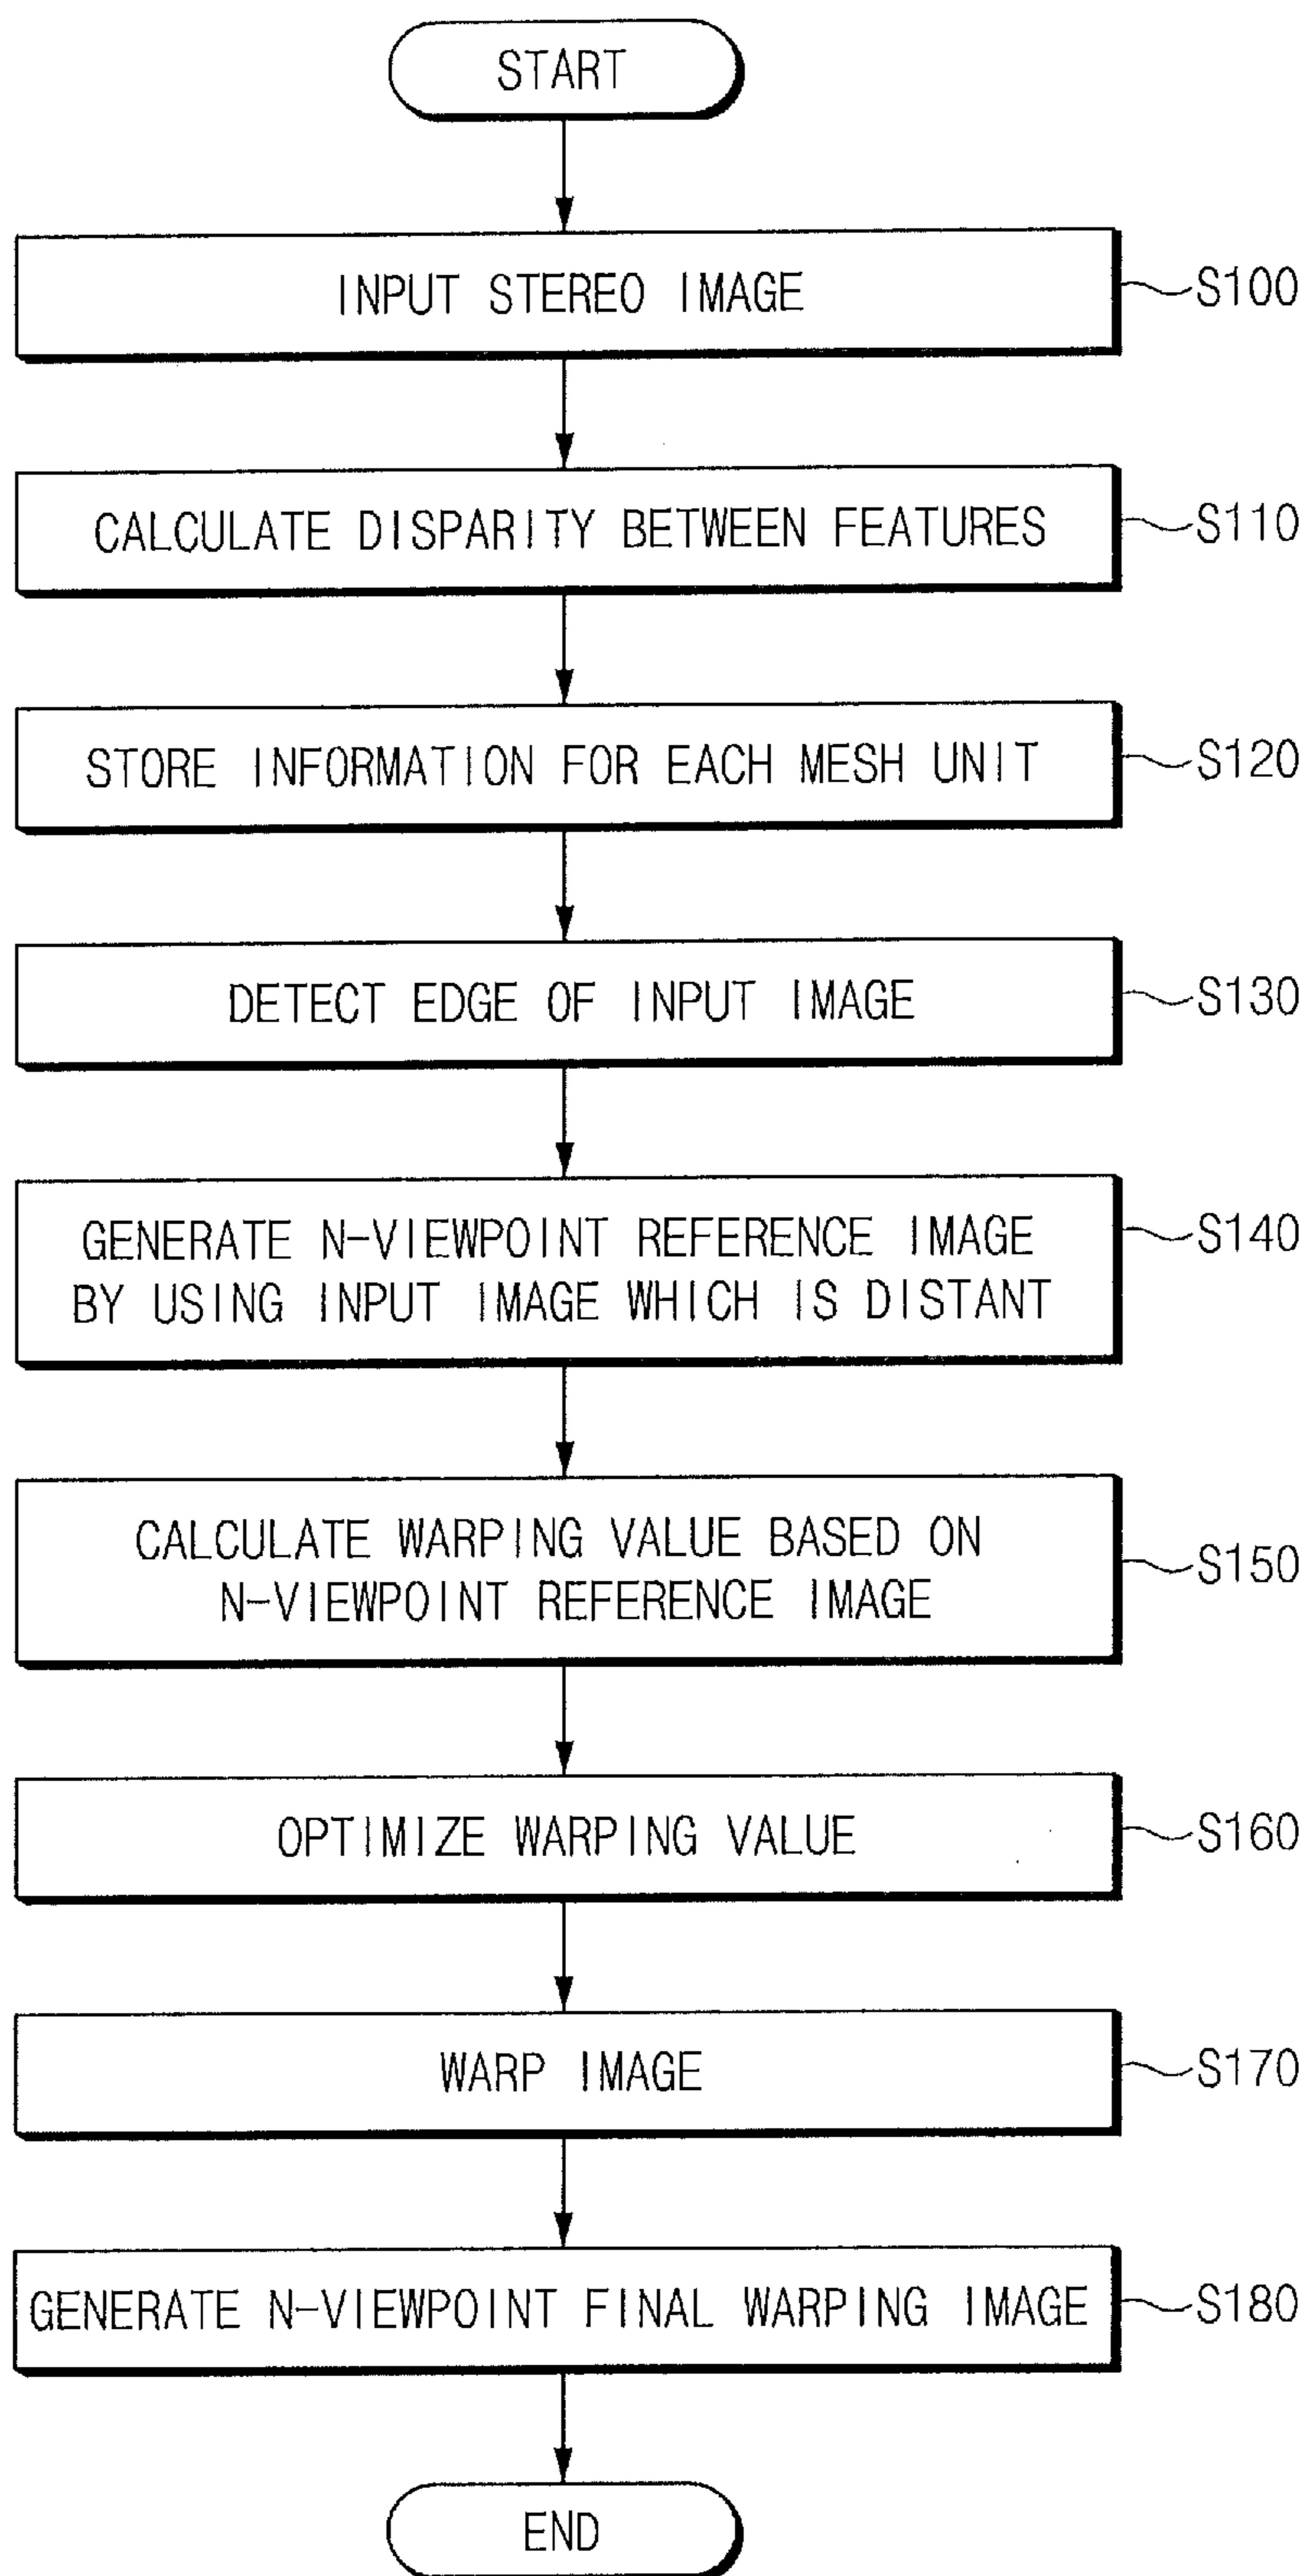 START
INPUT STEREO IMAGE
S100
CALCULATE DISPARITY BETWEEN FEATURES
S110
STORE INFORMATION FOR EACH MESH UNIT
S120
DETECT EDGE OF INPUT IMAGE
S130
GENERATE N-VIEWPOINT REFERENCE IMAGE
BY USING INPUT IMAGE WHICH IS DISTANT
S140
CALCULATE WARPING VALUE BASED ON
N-VIEWPOINT REFERENCE IMAGE
S150
OPTIMIZE WARPING VALUE
S160
WARP IMAGE
S170
GENERATE N-VIEWPOINT FINAL WARPING IMAGE
S180
END